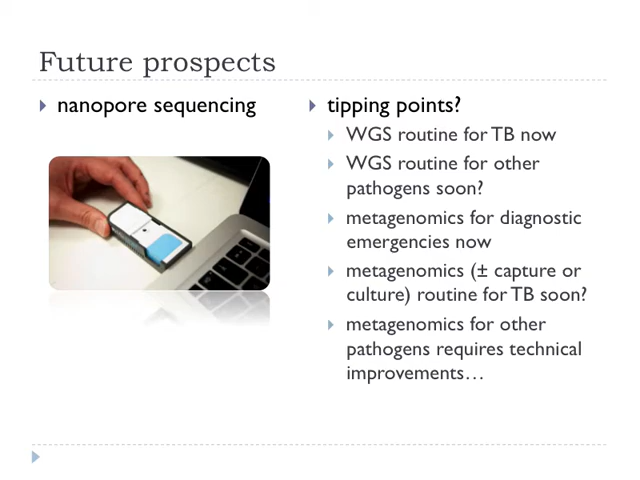 Future prospects
nanopore sequencing
tipping points?
WGS routine for TB now
WGS routine for other
pathogens soon?
metagenomics for diagnostic
emergencies now
metagenomics (± capture or
culture) routine for TB soon?
metagenomics for other
pathogens requires technical
improvements…